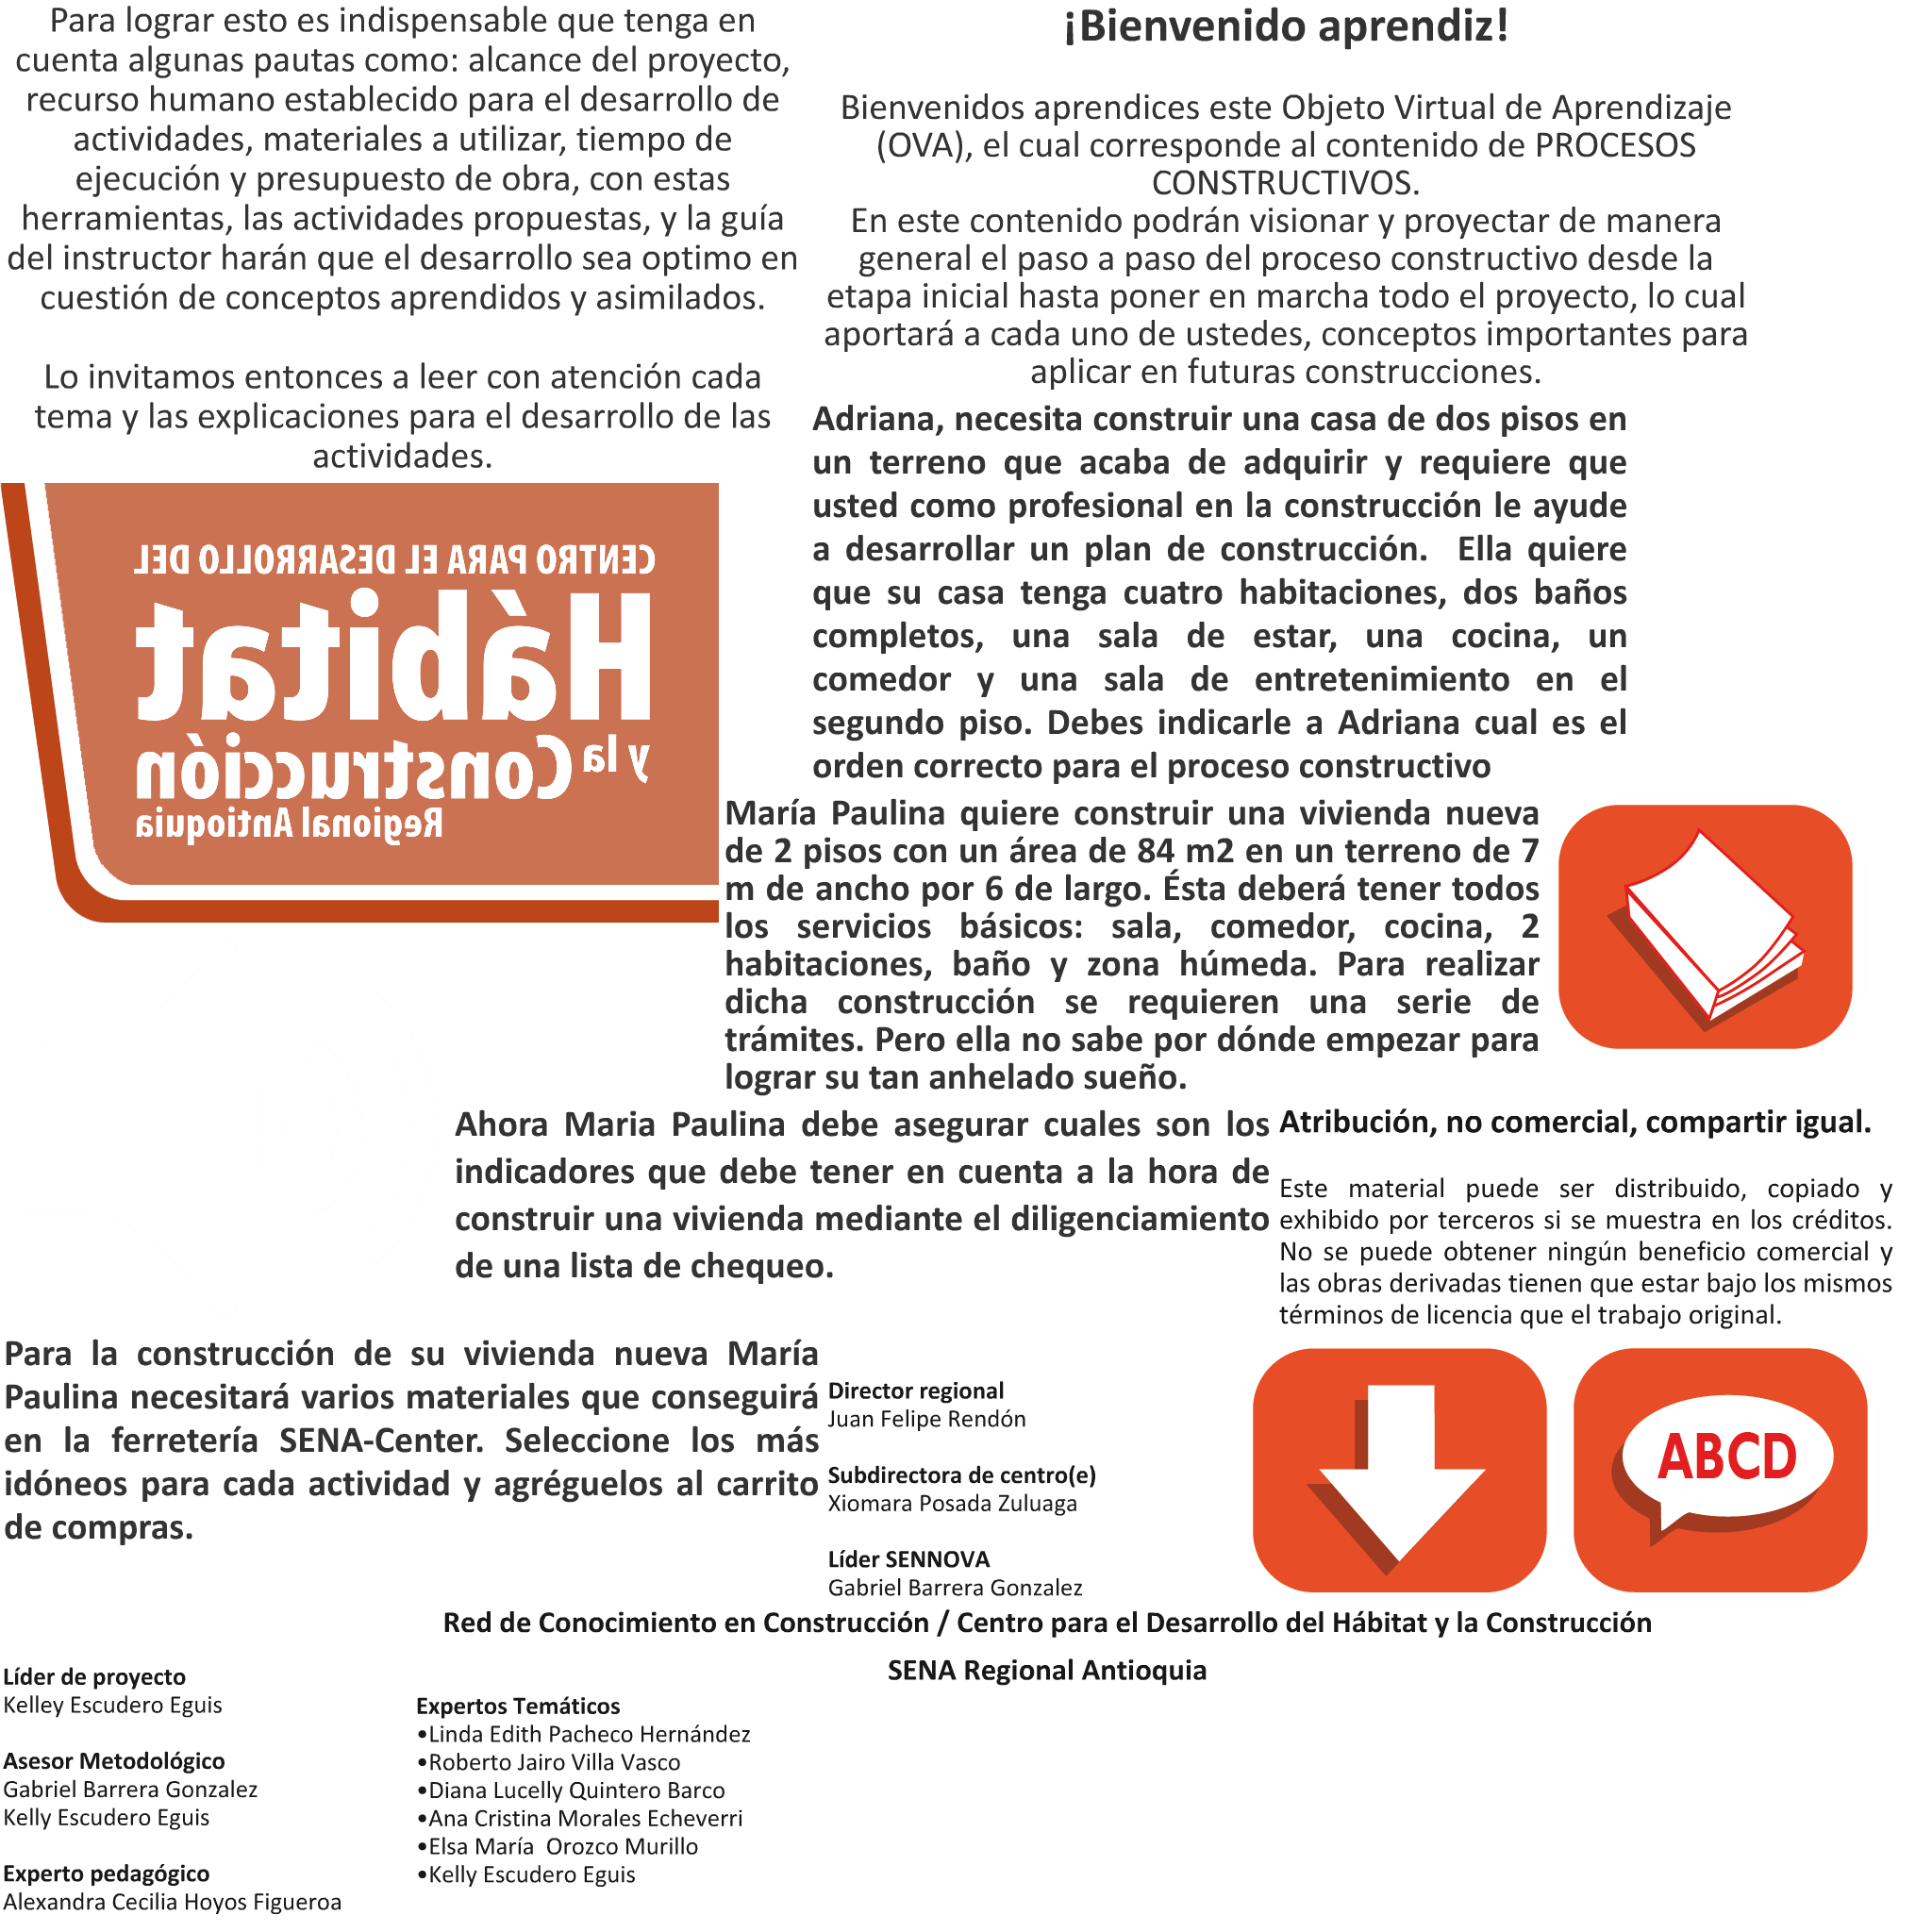 Para lograr esto es indispensable que tenga en
cuenta algunas pautas como: alcance del proyecto,
recurso humano establecido para el desarrollo de
actividades, materiales a utilizar, tiempo de
ejecución y presupuesto de obra, con estas
herramientas, las actividades propuestas, y la guía
del instructor harán que el desarrollo sea optimo en
cuestión de conceptos aprendidos y asimilados.
Lo invitamos entonces a leer con atención cada
tema y las explicaciones para el desarrollo de las
actividades.
¡Bienvenido aprendiz!
Bienvenidos aprendices este Objeto Virtual de Aprendizaje
(OVA), el cual corresponde al contenido de PROCESOS
CONSTRUCTIVOS.
En este contenido podrán visionar y proyectar de manera
general el paso a paso del proceso constructivo desde la
etapa inicial hasta poner en marcha todo el proyecto, lo cual
aportará a cada uno de ustedes, conceptos importantes para
aplicar en futuras construcciones.
Adriana, necesita construir una casa de dos pisos en
un terreno que acaba de adquirir y requiere que
usted como profesional en la construcción le ayude
a desarrollar un plan de construcción. Ella quiere
que su casa tenga cuatro habitaciones, dos baños
completos, una sala de estar, una cocina, un
comedor y una sala de entretenimiento en el
segundo piso. Debes indicarle a Adriana cual es el
orden correcto para el proceso constructivo
CENTRO PARA EL DESARROLLO DEL
Hábitat
y la Construcción
Regional Antioquia
María Paulina quiere construir una vivienda nueva
de 2 pisos con un área de 84 m2 en un terreno de 7
m de ancho por 6 de largo. Ésta deberá tener todos
los servicios básicos: sala, comedor, cocina, 2
habitaciones, baño y zona húmeda. Para realizar
dicha construcción se requieren una serie de
trámites. Pero ella no sabe por dónde empezar para
lograr su tan anhelado sueño.
Ahora Maria Paulina debe asegurar cuales son los
indicadores que debe tener en cuenta a la hora de
construir una vivienda mediante el diligenciamiento
de una lista de chequeo.
Atribución, no comercial, compartir igual.
Este material puede ser distribuido, copiado y
exhibido por terceros si se muestra en los créditos.
No se puede obtener ningún beneficio comercial y
las obras derivadas tienen que estar bajo los mismos
términos de licencia que el trabajo original.
Para la construcción de su vivienda nueva María
Paulina necesitará varios materiales que conseguirá
en la ferretería SENA-Center. Seleccione los más
idóneos para cada actividad y agréguelos al carrito
de compras.
Director regional
Juan Felipe Rendón
Subdirectora de centro(e)
Xiomara Posada Zuluaga
Líder SENNOVA
Gabriel Barrera Gonzalez
ABCD
Red de Conocimiento en Construcción / Centro para el Desarrollo del Hábitat y la Construcción
SENA Regional Antioquia
Líder de proyecto
Kelley Escudero Eguis
Asesor Metodológico
Gabriel Barrera Gonzalez
Kelly Escudero Eguis
Experto pedagógico
Alexandra Cecilia Hoyos Figueroa
Expertos Temáticos
•Linda Edith Pacheco Hernández
•Roberto Jairo Villa Vasco
•Diana Lucelly Quintero Barco
•Ana Cristina Morales Echeverri
•Elsa María Orozco Murillo
•Kelly Escudero Eguis